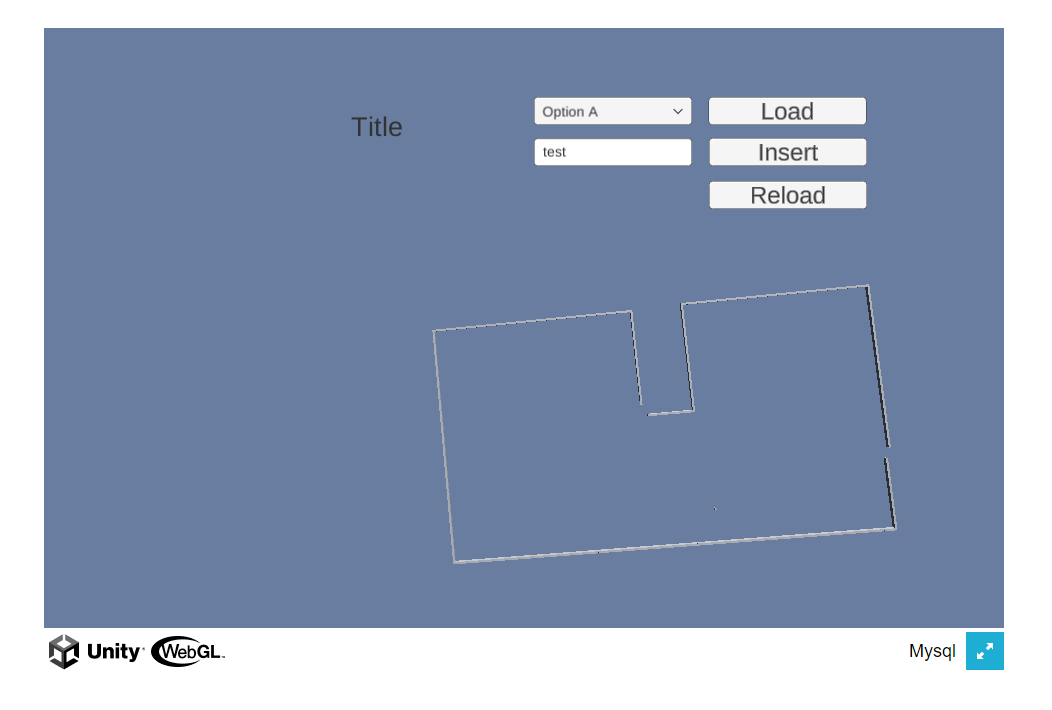 Title
Option A
Load
test
Insert
Reload
Unity
WebGL
Mysql